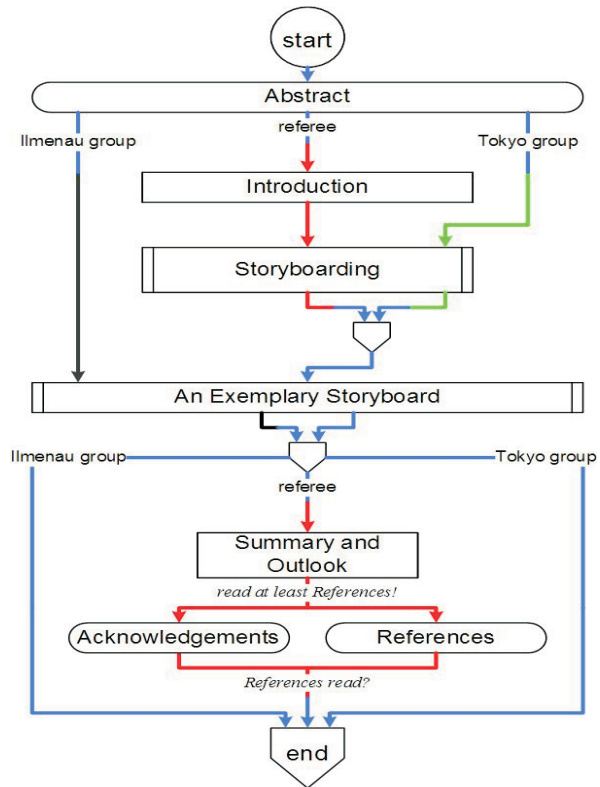 start
Abstract
Ilmenau group
referee
Tokyo group
Introduction
Storyboarding
An Exemplary Storyboard
Ilmenau group
Tokyo group
referee
Summary and
Outlook
read at least References!
Acknowledgements
References
References read?
end